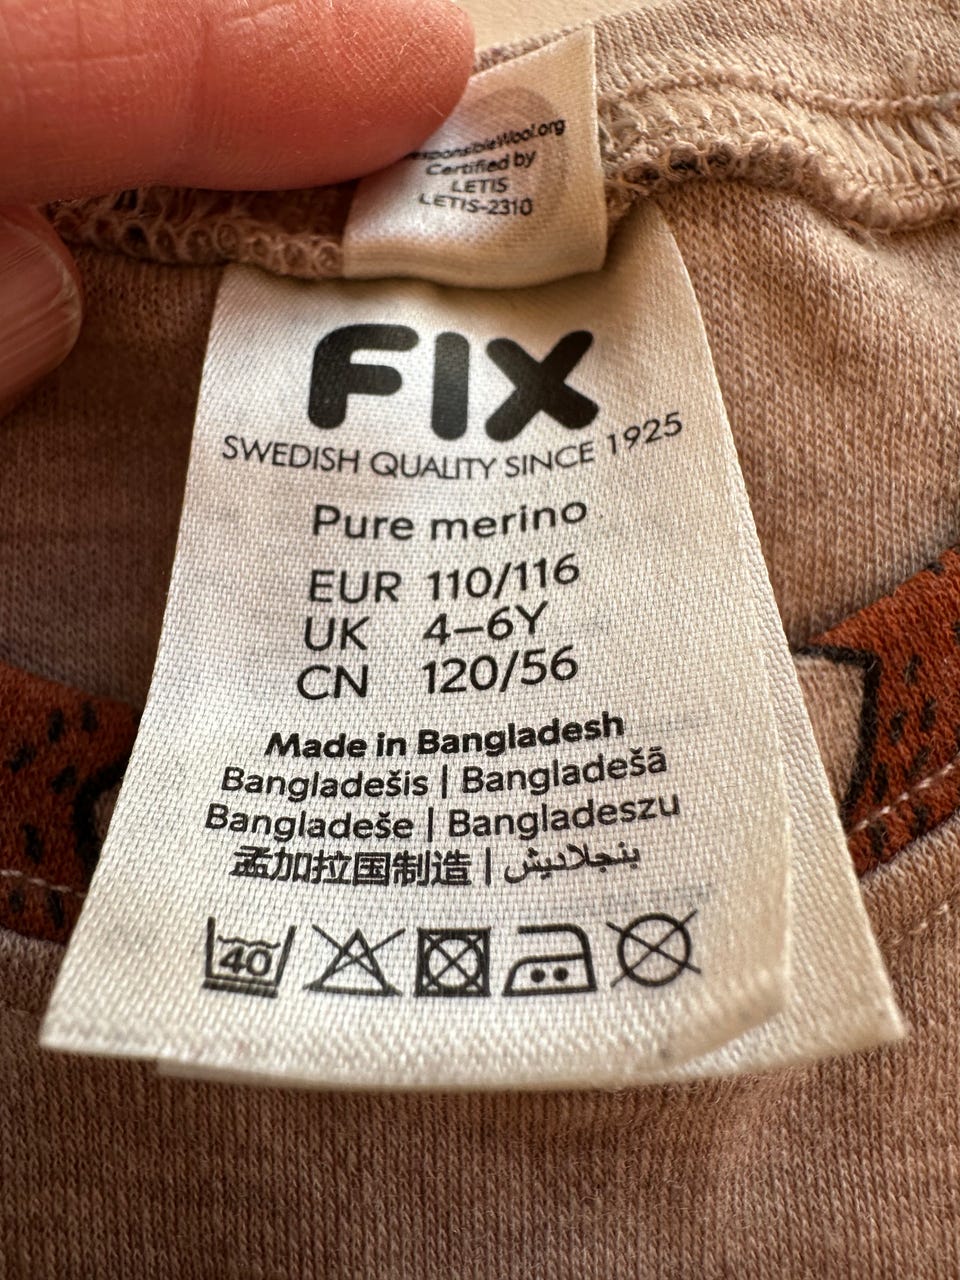 esponsibleWool.org
Certified by
LETIS
LETIS-2310
FIX
SWEDISH QUALITY SINCE 1925
Pure merino
EUR 110/116
UK 4–6Y
CN 120/56
Made in Bangladesh
Bangladešis | Bangladešā
Bangladeše | Bangladeszu
孟加拉国制造 |
40